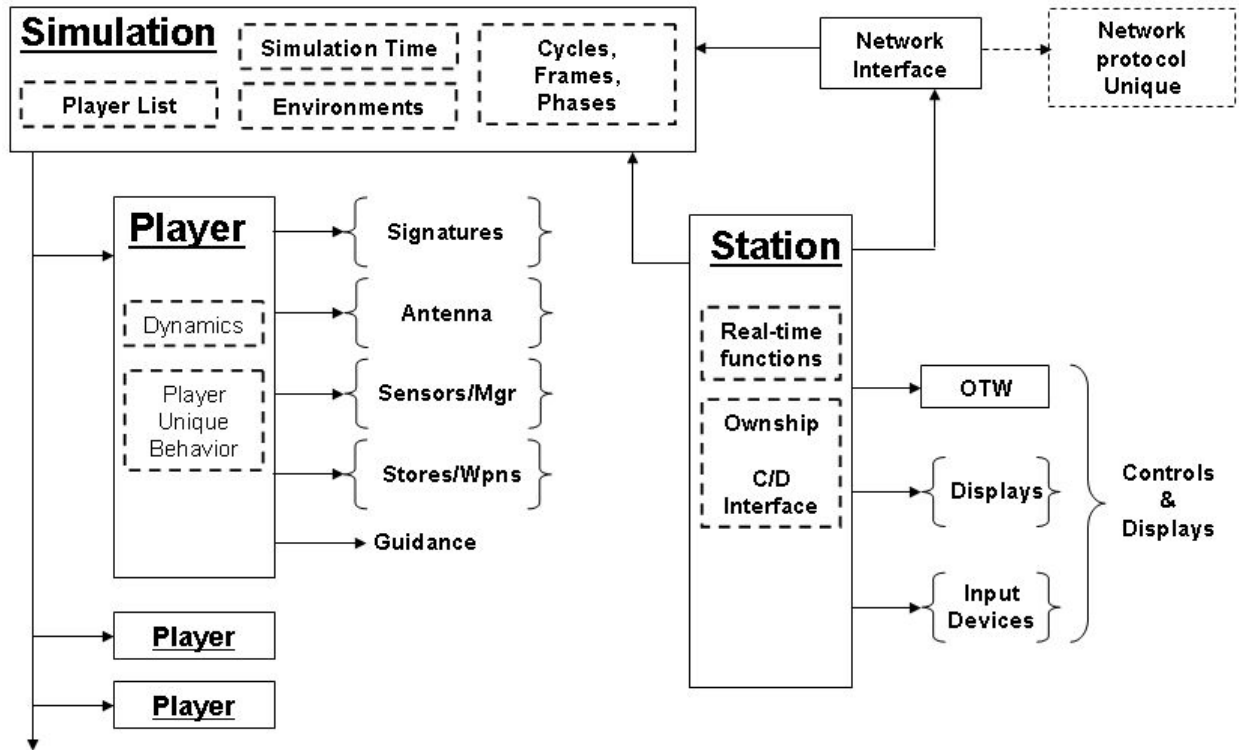 Simulation
Simulation Time
Player List
Environments
Cycles,
Frames,
Phases
Network
Interface
Network
protocol
Unique
Player
Dynamics
Player
Unique
Behavior
Signatures
Antenna
Sensors/Mgr
Stores/Wpns
Guidance
Player
Player
Station
Real-time
functions
Ownship
C/D
Interface
OTW
Displays
Input
Devices
Controls
&
Displays